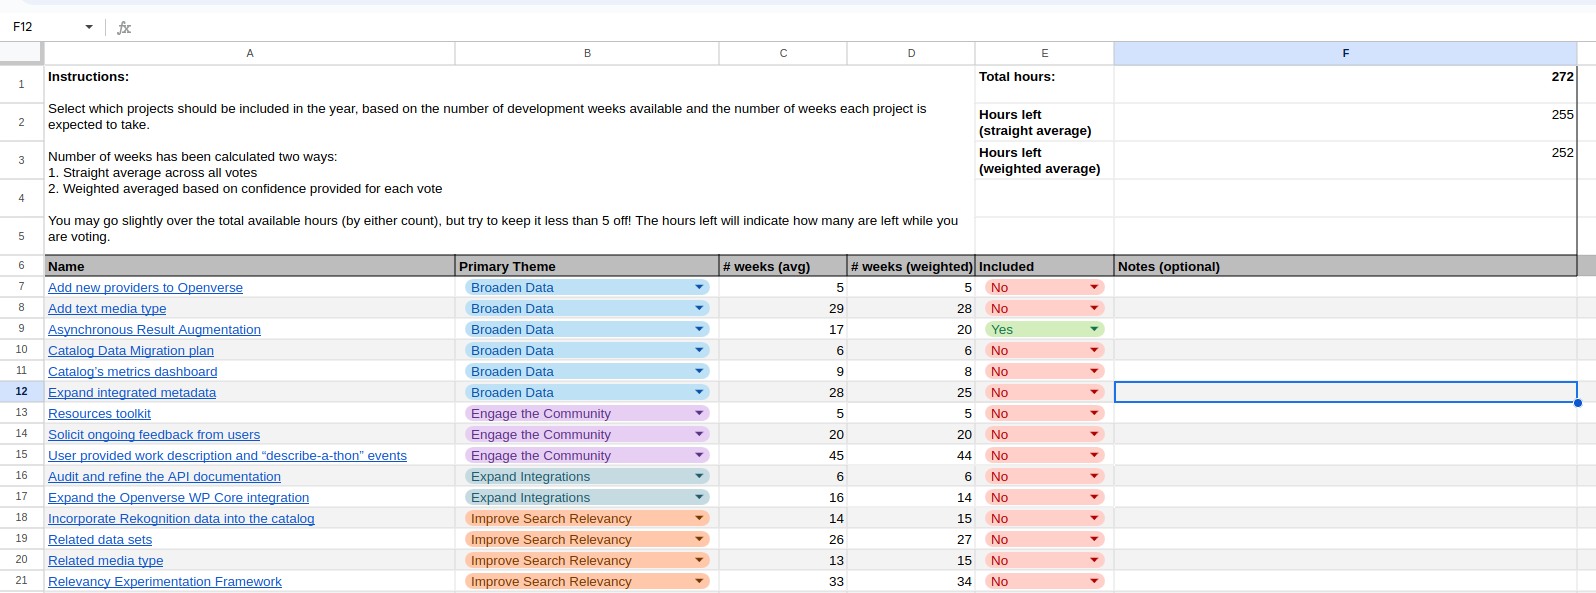 F12 fx
A B C D E F
1 Instructions: Total hours: 272
Select which projects should be included in the year, based on the number of development weeks available and the number of weeks each project is
2 expected to take. Hours left (straight average) 255
Number of weeks has been calculated two ways:
3 1. Straight average across all votes Hours left (weighted average) 252
2. Weighted averaged based on confidence provided for each vote
4
You may go slightly over the total available hours (by either count), but try to keep it less than 5 off! The hours left will indicate how many are left while you
5 are voting.
6 Name Primary Theme # weeks (avg) # weeks (weighted) Included Notes (optional)
7 Add new providers to Openverse Broaden Data 5 5 No
8 Add text media type Broaden Data 29 28 No
9 Asynchronous Result Augmentation Broaden Data 17 20 Yes
10 Catalog Data Migration plan Broaden Data 6 6 No
11 Catalog’s metrics dashboard Broaden Data 9 8 No
12 Expand integrated metadata Broaden Data 28 25 No
13 Resources toolkit Engage the Community 5 5 No
14 Solicit ongoing feedback from users Engage the Community 20 20 No
15 User provided work description and “describe-a-thon” events Engage the Community 45 44 No
16 Audit and refine the API documentation Expand Integrations 6 6 No
17 Expand the Openverse WP Core integration Expand Integrations 16 14 No
18 Incorporate Rekognition data into the catalog Improve Search Relevancy 14 15 No
19 Related data sets Improve Search Relevancy 26 27 No
20 Related media type Improve Search Relevancy 13 15 No
21 Relevancy Experimentation Framework Improve Search Relevancy 33 34 No